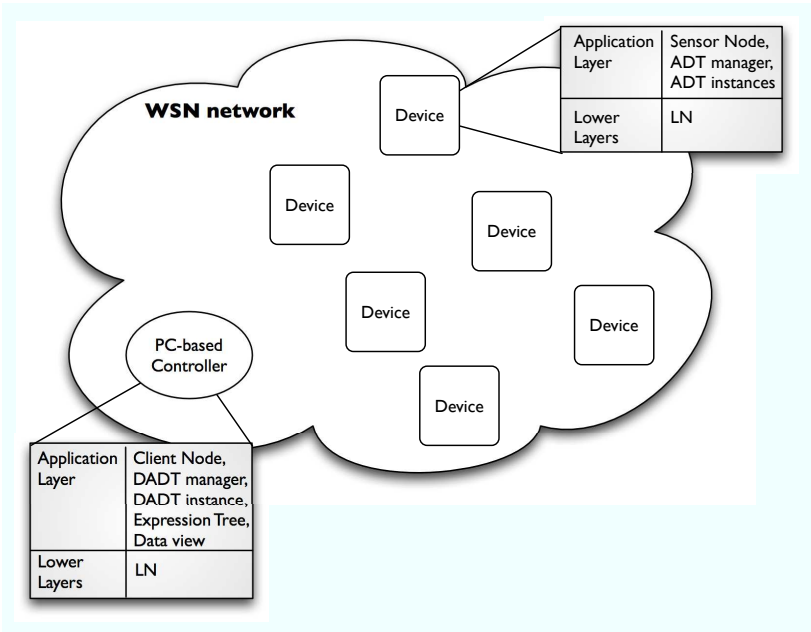 WSN network
Device
Application
Layer
Sensor Node,
ADT manager,
ADT instances
Lower
Layers
LN
Device
Device
Device
Device
Device
PC-based
Controller
Application
Layer
Client Node,
DADT manager,
DADT instance,
Expression Tree,
Data view
Lower
Layers
LN